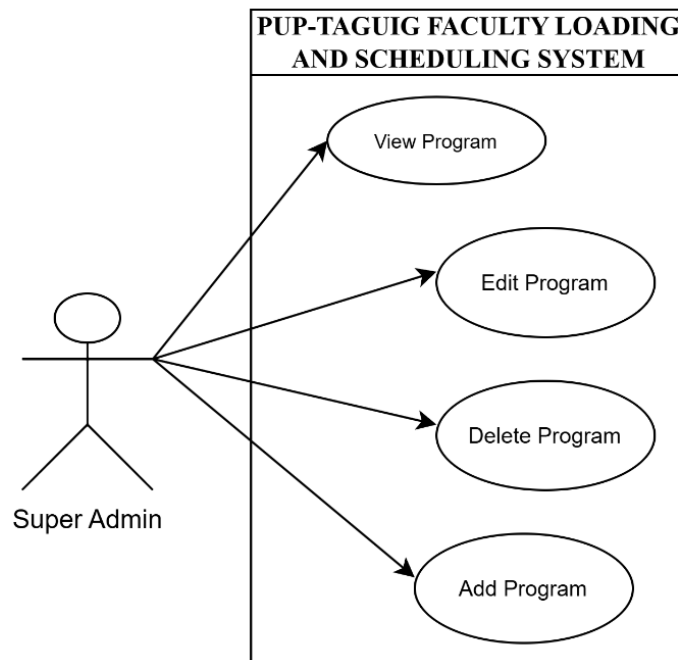 PUP-TAGUIG FACULTY LOADING
AND SCHEDULING SYSTEM
View Program
Edit Program
Delete Program
Super Admin
Add Program